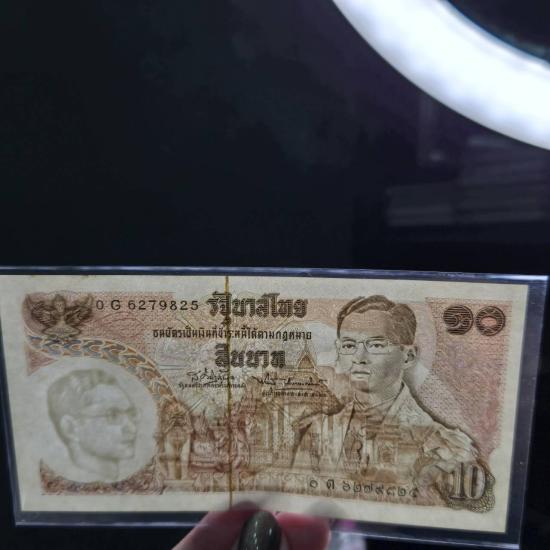 0 G 6279825 รัฐบาลไทย ๑๐
ธนบัตรเป็นเงินที่ชำระหนี้ได้ตามกฎหมาย
สิบบาท
๐ ศ ๖๒๗๙๘๒๕ 10